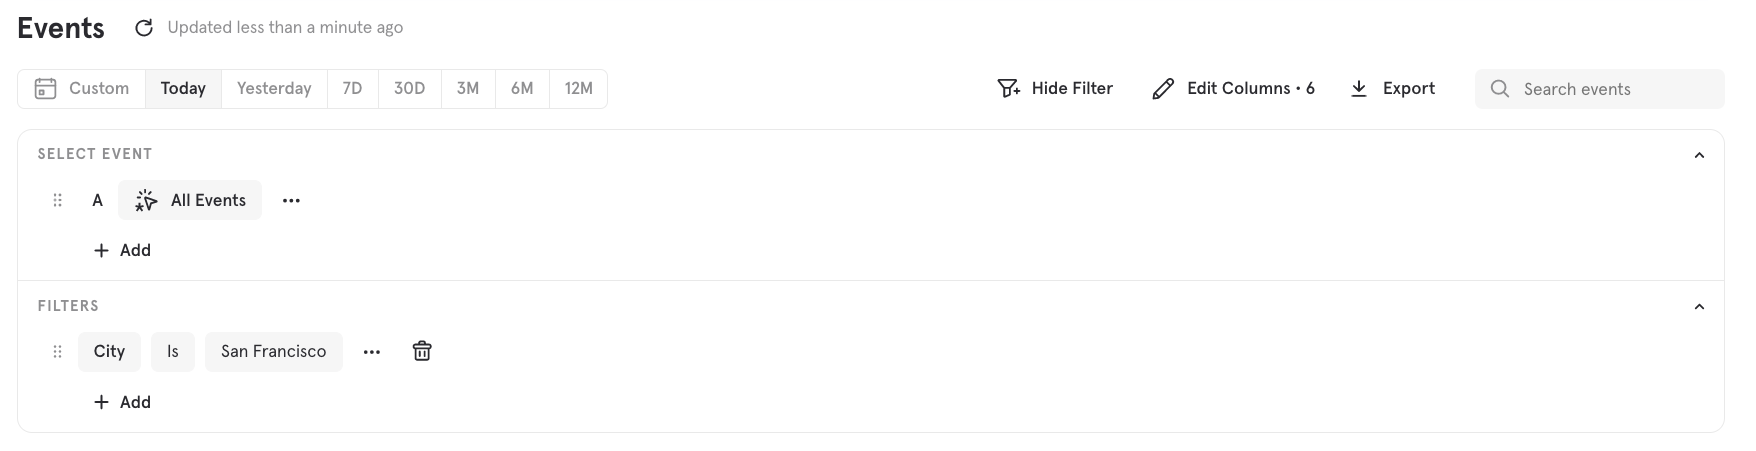 Events Updated less than a minute ago
Custom Today Yesterday 7D 30D 3M 6M 12M Hide Filter Edit Columns • 6 Export Search events
SELECT EVENT
A All Events
Add
FILTERS
City Is San Francisco
Add